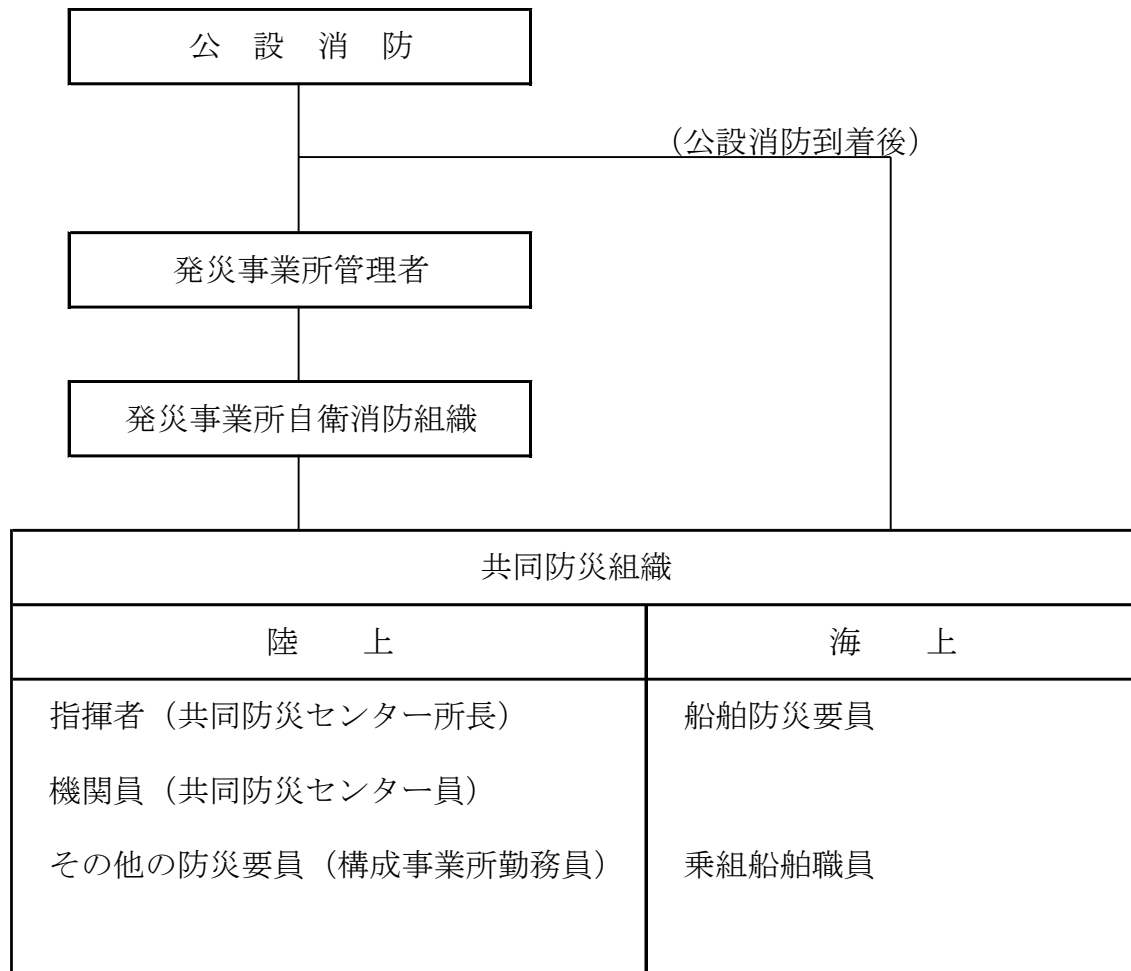 公　設　消　防
（公設消防到着後）
発災事業所管理者
発災事業所自衛消防組織
共同防災組織
陸　　上
海　　上
指揮者（共同防災センター所長）
船舶防災要員
機関員（共同防災センター員）
その他の防災要員（構成事業所勤務員）
乗組船舶職員